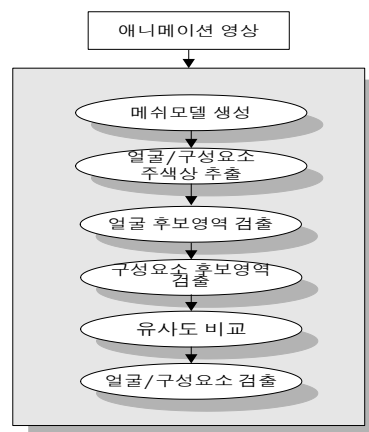 애니메이션 영상
메쉬모델 생성
얼굴/구성요소
주색상 추출
얼굴 후보영역 검출
구성요소 후보영역
검출
유사도 비교
얼굴/구성요소 검출